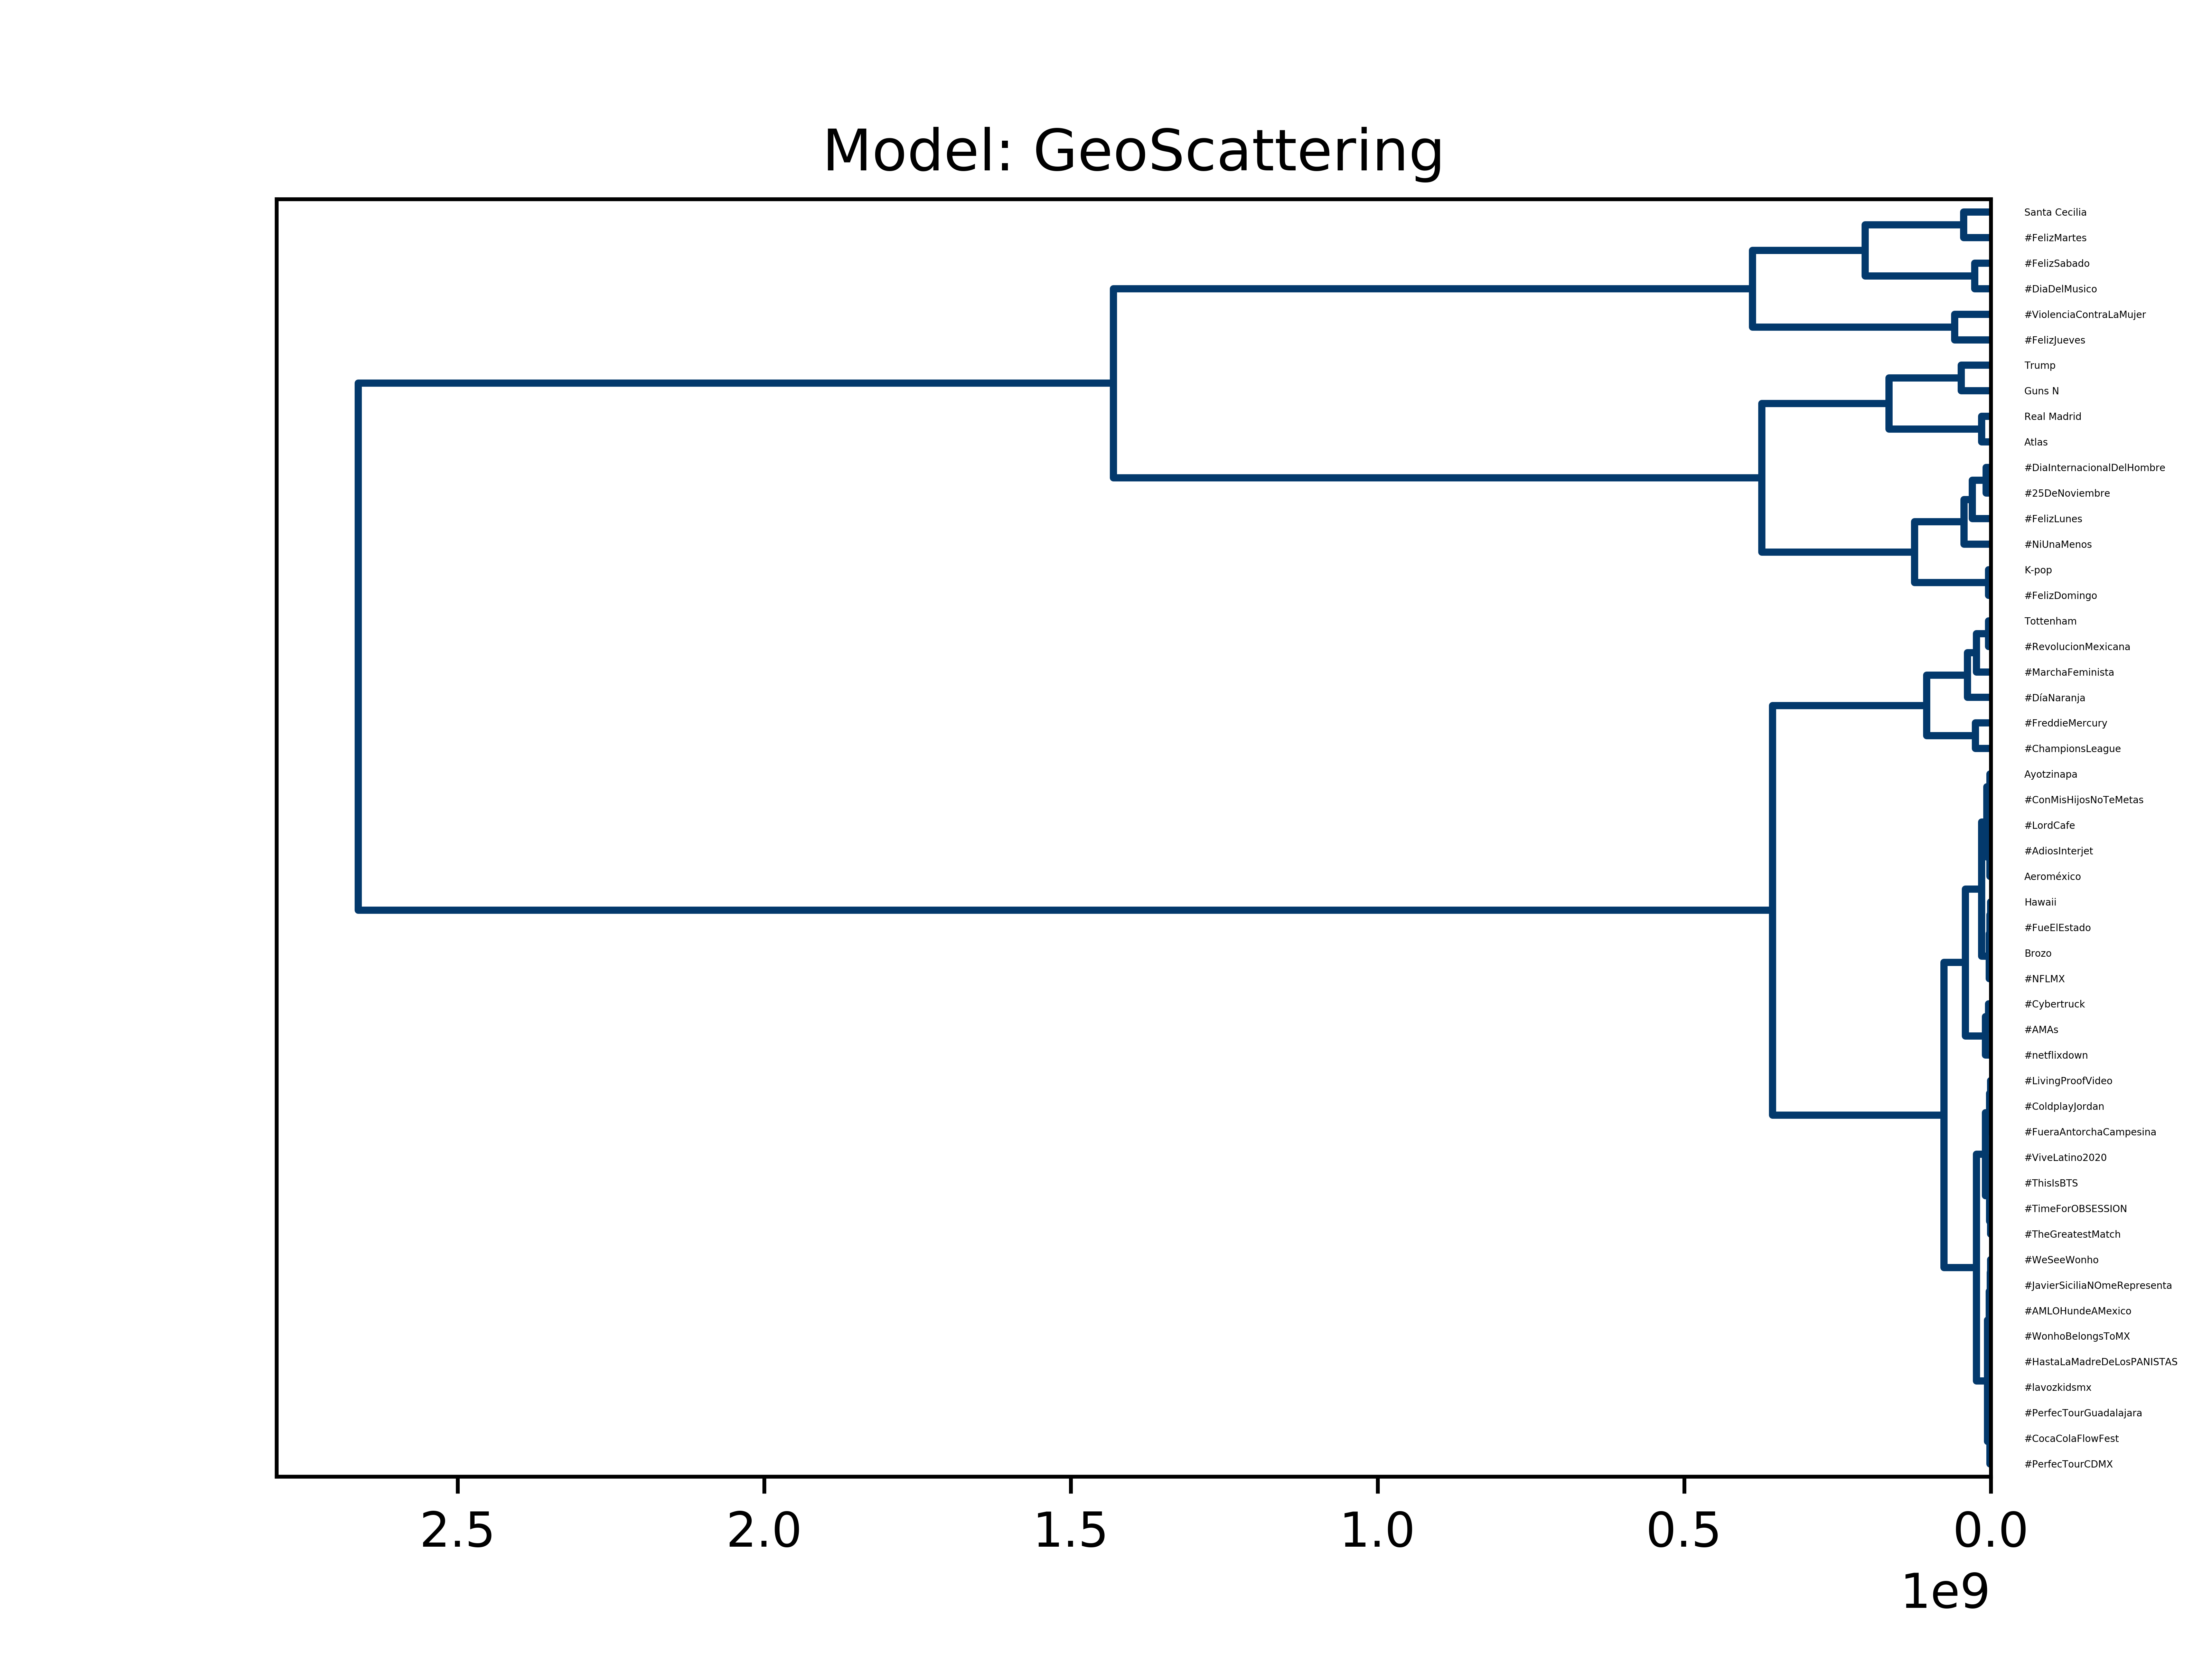 Model: GeoScattering
Santa Cecilia
#FelizMartes
#FelizSabado
#DiaDelMusico
#ViolenciaContraLaMujer
#FelizJueves
Trump
Guns N
Real Madrid
Atlas
#DiaInternacionalDelHombre
#25DeNoviembre
#FelizLunes
#NiUnaMenos
K-pop
#FelizDomingo
Tottenham
#RevolucionMexicana
#MarchaFeminista
#DíaNaranja
#FreddieMercury
#ChampionsLeague
Ayotzinapa
#ConMisHijosNoTeMetas
#LordCafe
#AdiosInterjet
Aeroméxico
Hawaii
#FueElEstado
Brozo
#NFLMX
#Cybertruck
#AMAs
#netflixdown
#LivingProofVideo
#ColdplayJordan
#FueraAntorchaCampesina
#ViveLatino2020
#ThisIsBTS
#TimeForOBSESSION
#TheGreatestMatch
#WeSeeWonho
#JavierSiciliaNOmeRepresenta
#AMLOHundeAMexico
#WonhoBelongsToMX
#HastaLaMadreDeLosPANISTAS
#lavozkidsmx
#PerfecTourGuadalajara
#CocaColaFlowFest
#PerfecTourCDMX
2.5 2.0 1.5 1.0 0.5 0.0
1e9